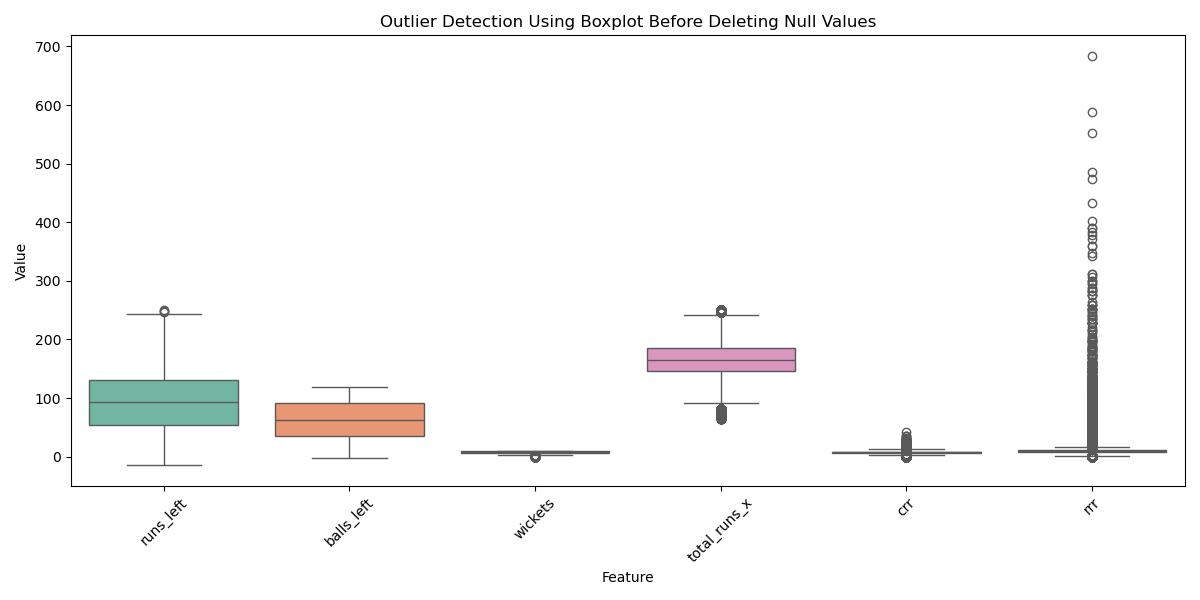 Outlier Detection Using Boxplot Before Deleting Null Values
700
600
500
400
300
200
100
0
Value
runs_left
balls_left
wickets
total_runs_x
crr
rrr
Feature